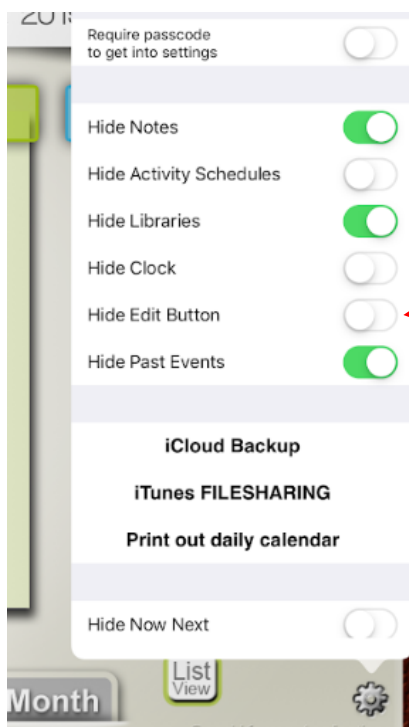 Require passcode
to get into settings
Hide Notes
Hide Activity Schedules
Hide Libraries
Hide Clock
Hide Edit Button
Hide Past Events
iCloud Backup
iTunes FILESHARING
Print out daily calendar
Hide Now Next
List
View
Month